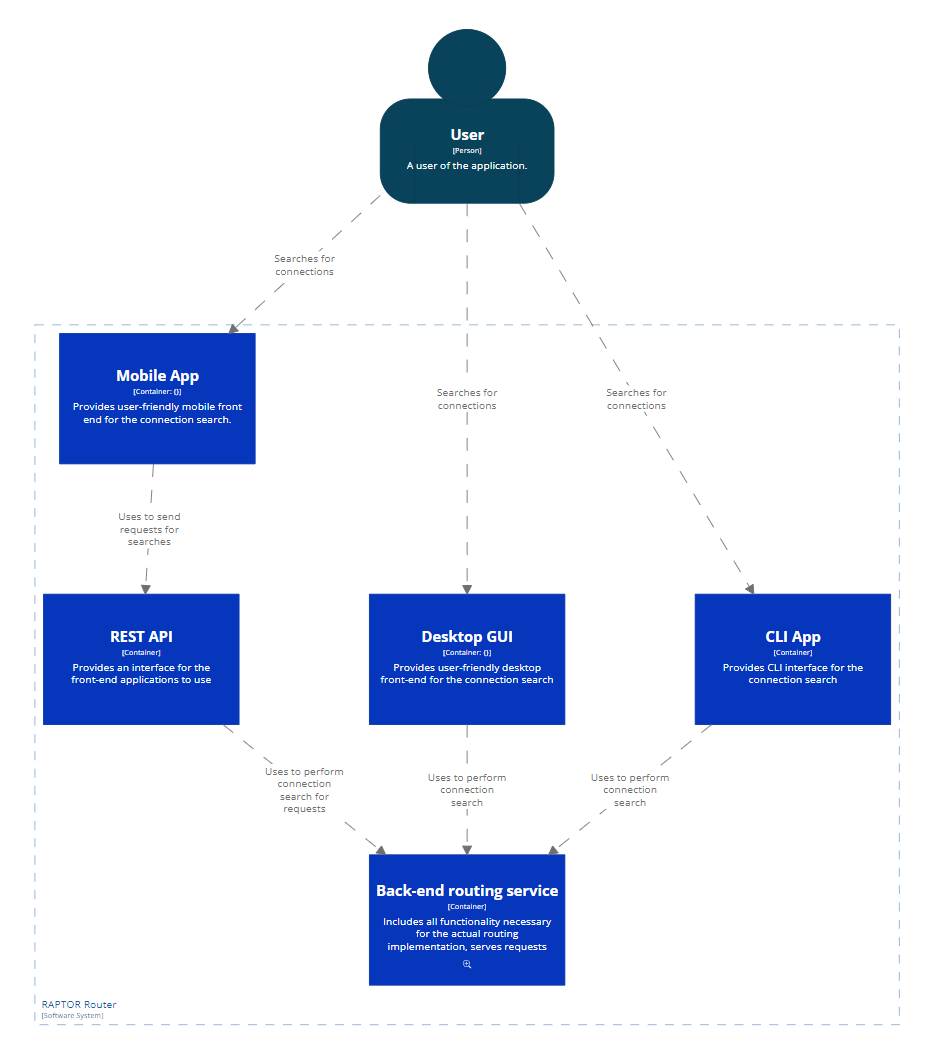 User
[Person]
A user of the application.
Searches for
connections
Mobile App
[Container: {}]
Provides user-friendly mobile front
end for the connection search.
Searches for
connections
Searches for
connections
Uses to send
requests for
searches
REST API
[Container]
Provides an interface for the
front-end applications to use
Desktop GUI
[Container: {}]
Provides user-friendly desktop
front-end for the connection search
CLI App
[Container]
Provides CLI interface for the
connection search
Uses to perform
connection
search for
requests
Uses to perform
connection
search
Uses to perform
connection
search
Back-end routing service
[Container]
Includes all functionality necessary
for the actual routing
implementation, serves requests
RAPTOR Router
[Software System]